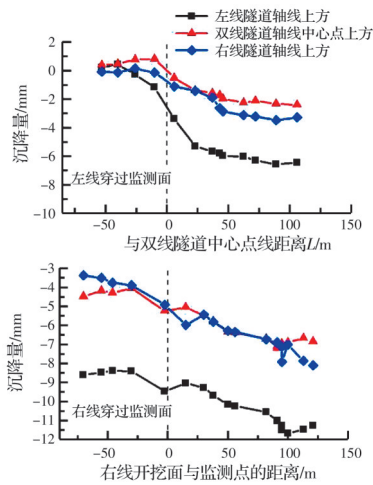 左线隧道轴线上方
双线隧道轴线中心点上方
右线隧道轴线上方
2
0
−2
−4
−6
−8
−10
沉降量/mm
左线穿过监测面
−50 0 50 100 150
与双线隧道中心点线距离L/m
−3
−4
−5
−6
−7
−8
−9
−10
−11
−12
沉降量/mm
右线穿过监测面
−50 0 50 100 150
右线开挖面与监测点的距离/m